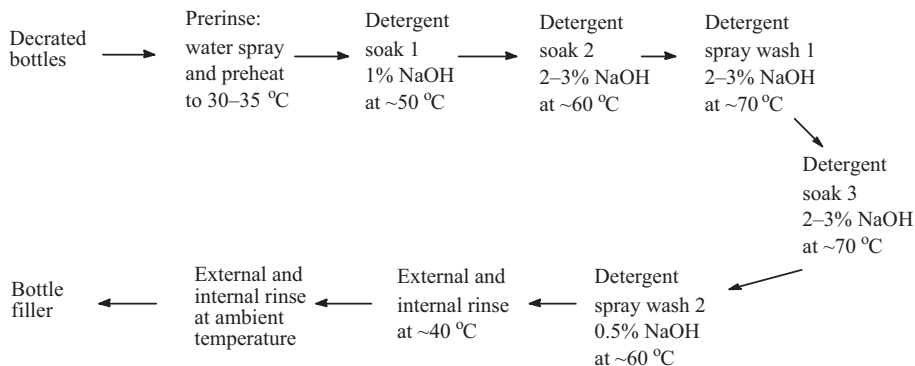 Decrated
bottles
Prerinse:
water spray
and preheat
to 30–35 °C
Detergent
soak 1
1% NaOH
at ~50 °C
Detergent
soak 2
2–3% NaOH
at ~60 °C
Detergent
spray wash 1
2–3% NaOH
at ~70 °C
Detergent
soak 3
2–3% NaOH
at ~70 °C
Detergent
spray wash 2
0.5% NaOH
at ~60 °C
External and
internal rinse
at ~40 °C
External and
internal rinse
at ambient
temperature
Bottle
filler